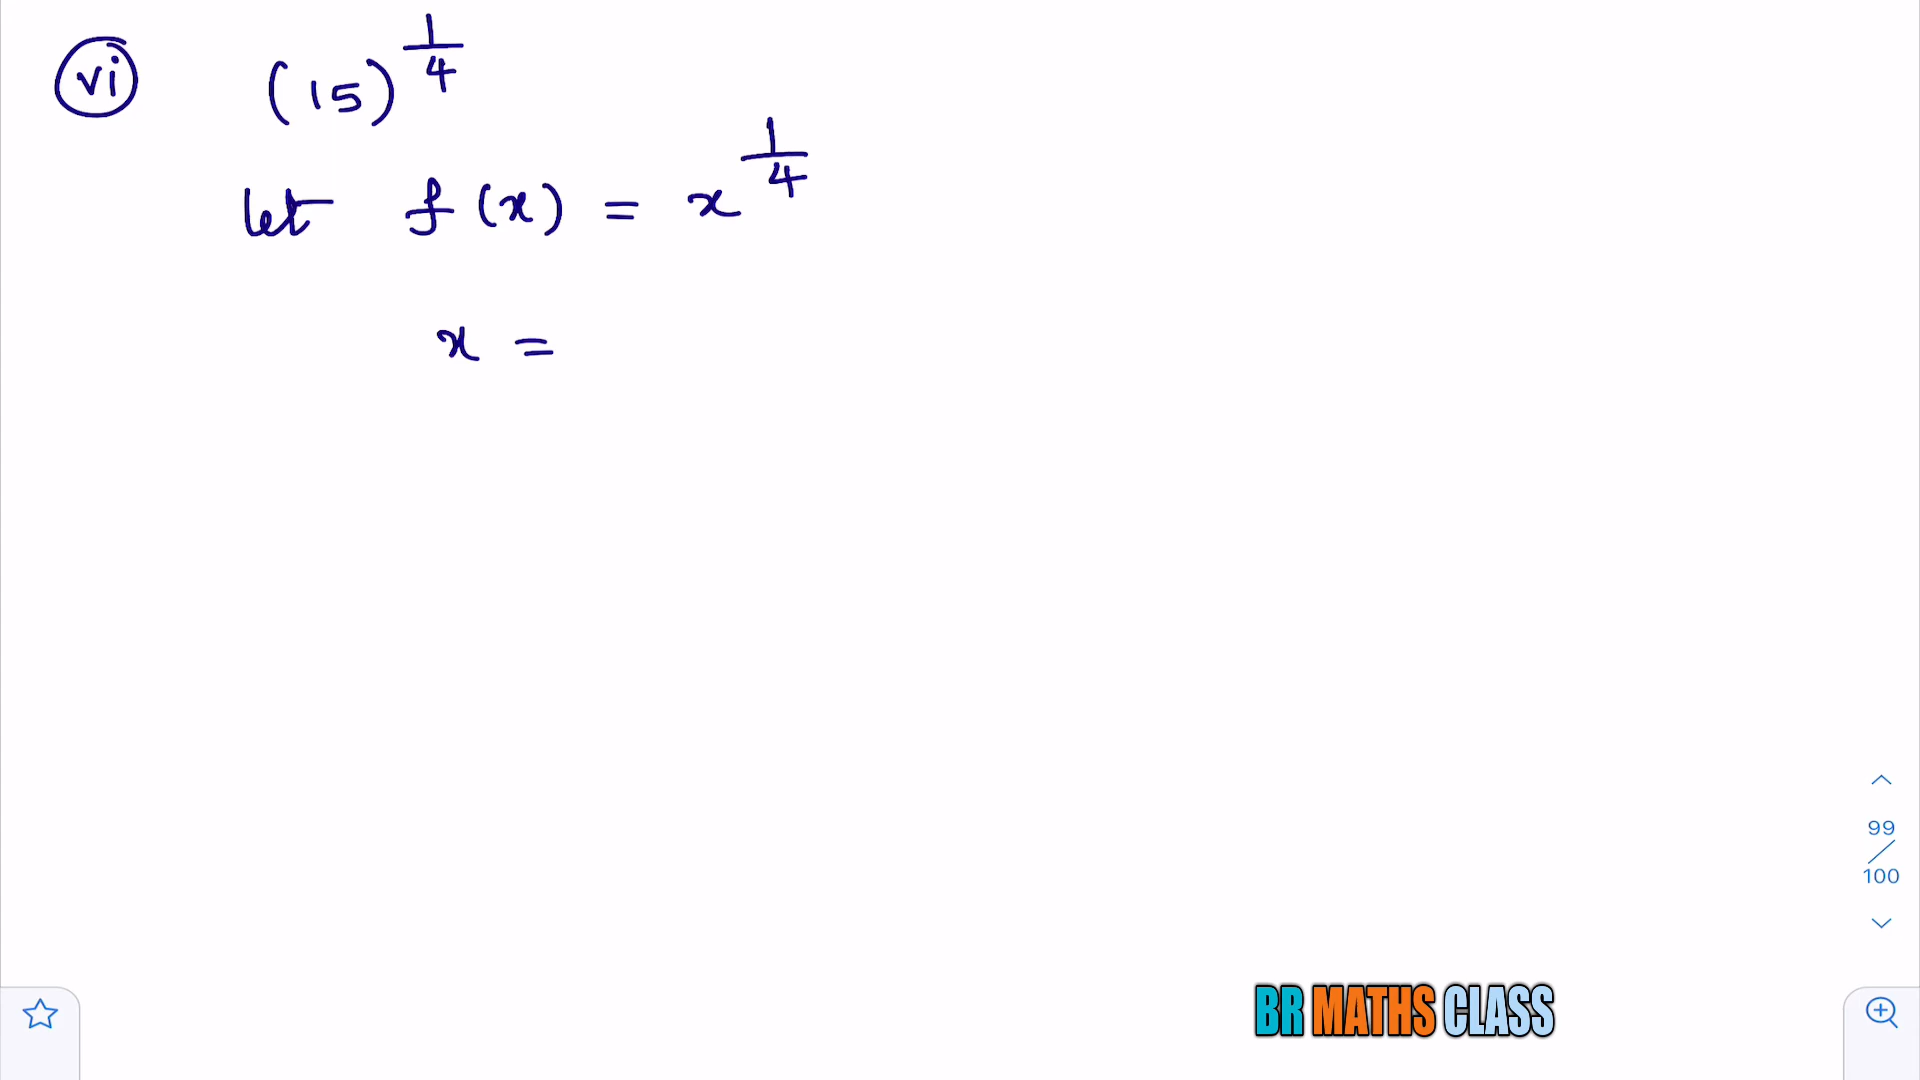 vi (15)^{1/4}
let f(x) = x^{1/4}
x =
99
100
BR MATHS CLASS